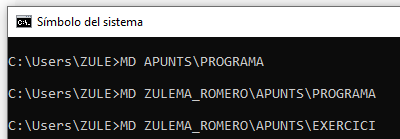 Símbolo del sistema
C:\Users\ZULE>MD APUNTS\PROGRAMA
C:\Users\ZULE>MD ZULEMA_ROMERO\APUNTS\PROGRAMA
C:\Users\ZULE>MD ZULEMA_ROMERO\APUNTS\EXERCICI